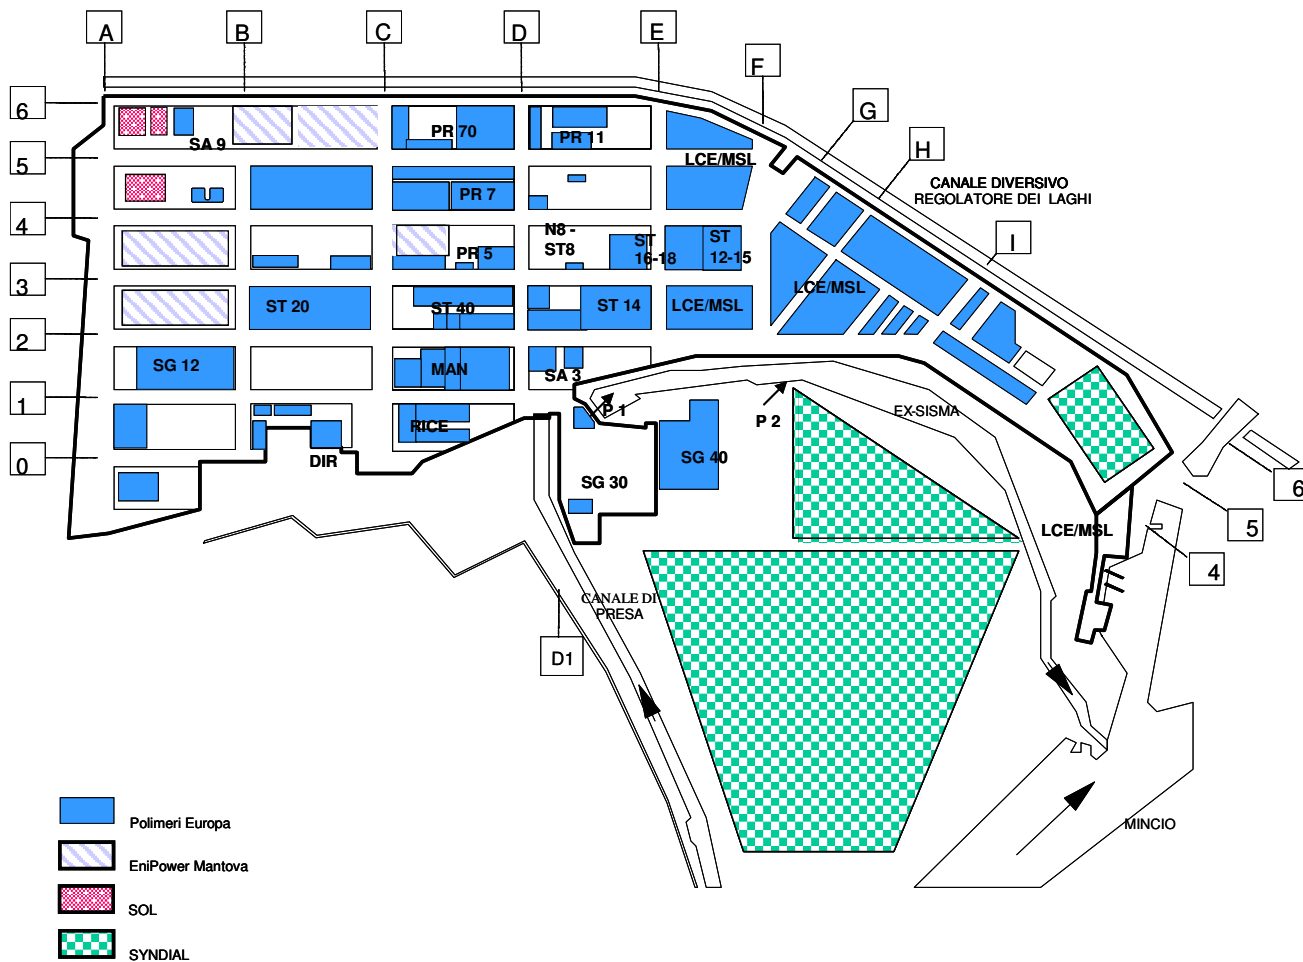 A
B
C
D
E
F
G
H
I
6
5
4
3
2
1
0
SA 9
PR 70
PR 11
LCE/MSL
CANALE DIVERSIVO
REGOLATORE DEI LAGHI
PR 7
N8 -
ST8
PR 5
ST
16-18
ST
12-15
ST 20
ST 40
ST 14
LCE/MSL
LCE/MSL
SG 12
MAN
SA 3
P 1
P 2
EX-SISMA
RICE
DIR
SG 30
SG 40
LCE/MSL
6
5
4
CANALE DI
PRESA
D1
MINCIO
Polimeri Europa
EniPower Mantova
SOL
SYNDIAL